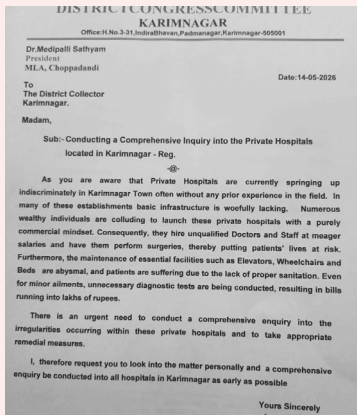 DISTRICT CONGRESS COMMITTEE
KARIMNAGAR
Office:H.No.3-31,IndiraBhavan,Padmanagar,Karimnagar-505001
Dr.Medipalli Sathyam
President
MLA, Choppadandi
Date:14-05-2026
To
The District Collector
Karimnagar.
Madam,
Sub:- Conducting a Comprehensive Inquiry into the Private Hospitals
located in Karimnagar - Reg.
-@-
As you are aware that Private Hospitals are currently springing up
indiscriminately in Karimnagar Town often without any prior experience in the field. In
many of these establishments basic infrastructure is woefully lacking. Numerous
wealthy individuals are colluding to launch these private hospitals with a purely
commercial mindset. Consequently, they hire unqualified Doctors and Staff at meager
salaries and have them perform surgeries, thereby putting patients' lives at risk.
Furthermore, the maintenance of essential facilities such as Elevators, Wheelchairs and
Beds are abysmal, and patients are suffering due to the lack of proper sanitation. Even
for minor ailments, unnecessary diagnostic tests are being conducted, resulting in bills
running into lakhs of rupees.
There is an urgent need to conduct a comprehensive enquiry into the
irregularities occurring within these private hospitals and to take appropriate
remedial measures.
I, therefore request you to look into the matter personally and a comprehensive
enquiry be conducted into all hospitals in Karimnagar as early as possible
Yours Sincerely